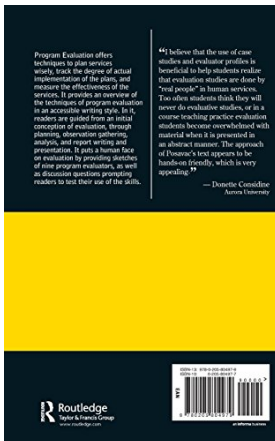 Program Evaluation offers
techniques to plan services
wisely, track the degree of actual
implementation of the plans, and
measure the effectiveness of the
services. It provides an overview of
the techniques of program evaluation
in an accessible writing style. In it,
readers are guided from an initial
conception of evaluation, through
planning, observation gathering,
analysis, and report writing and
presentation. It puts a human face
on evaluation by providing sketches
of nine program evaluators, as well
as discussion questions prompting
readers to test their use of the skills.
“I believe that the use of case
studies and evaluator profiles is
beneficial to help students realize
that evaluation studies are done by
“real people” in human services.
Too often students think they will
never do evaluative studies, or in a
course teaching practice evaluation
students become overwhelmed with
material when it is presented in
an abstract manner. The approach
of Posavac's text appears to be
hands-on friendly, which is very
appealing.”
— Donette Considine
Aurora University
Routledge
Taylor & Francis Group
www.routledge.com
ISBN-13
ISBN-10
EAN
an informa business